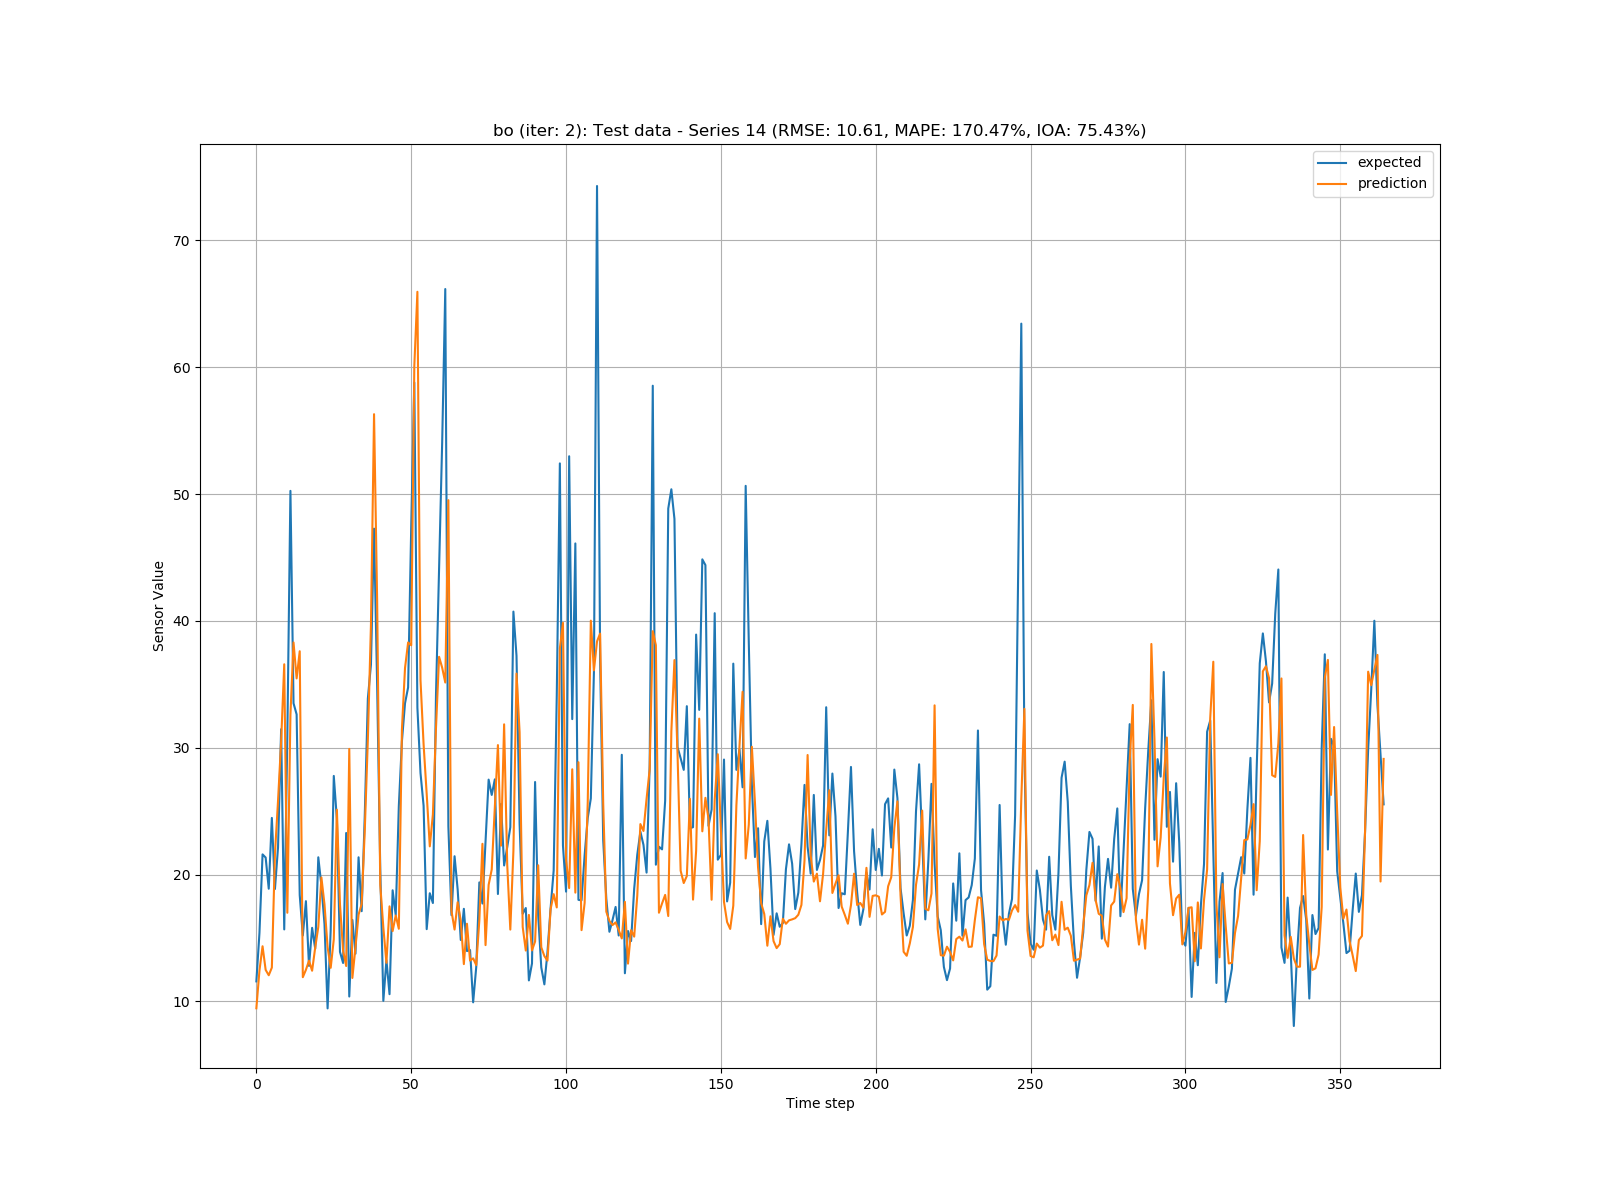 bo (iter: 2): Test data - Series 14 (RMSE: 10.61, MAPE: 170.47%, IOA: 75.43%)
expected
prediction
Sensor Value
70
60
50
40
30
20
10
0 50 100 150 200 250 300 350
Time step